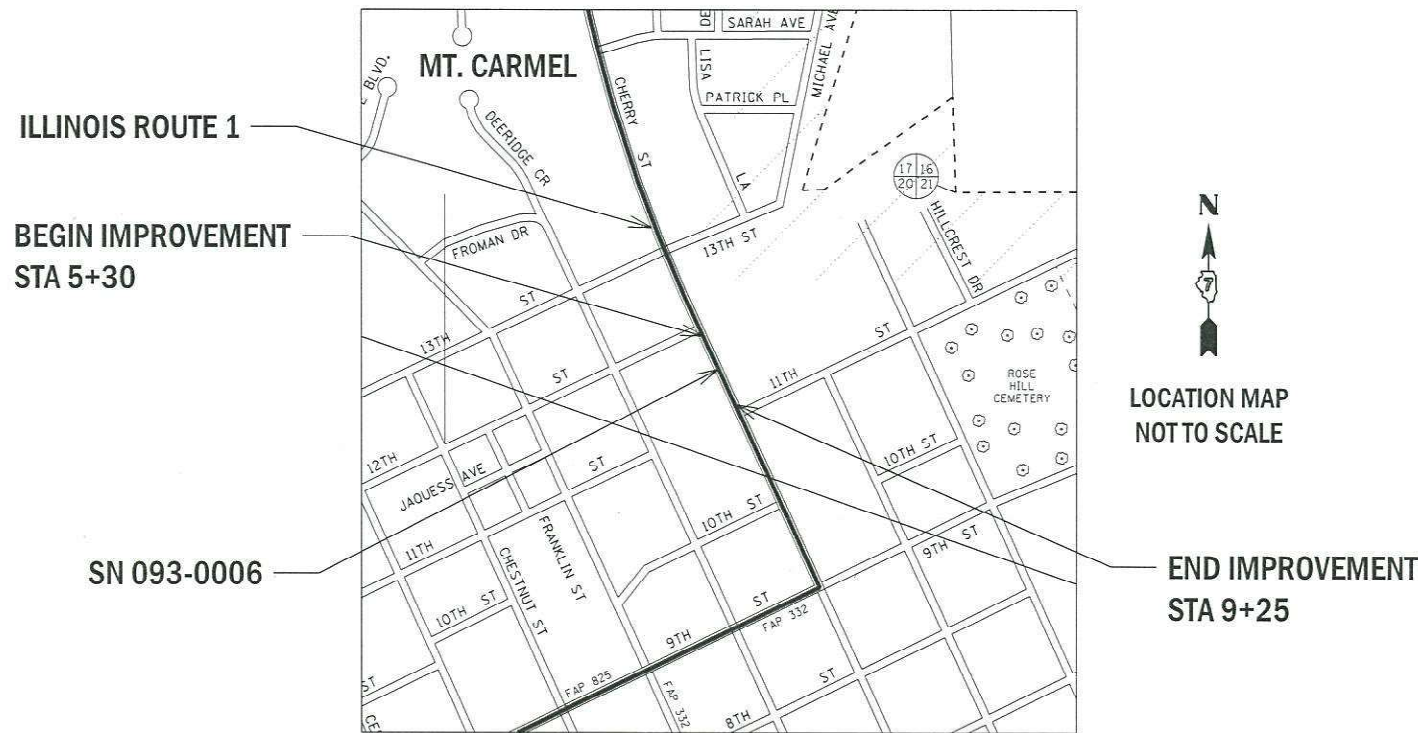 SARAH AVE
DE
MICHAEL AVE
MT. CARMEL
LISA
E BLVD.
CHERRY ST
PATRICK PL
ILLINOIS ROUTE 1
DEERIDGE CR
LA
17 16
20 21
N
BEGIN IMPROVEMENT
STA 5+30
FROMAN DR
13TH ST
HILLCREST DR
7
13TH ST
11TH ST
ROSE
HILL
CEMETERY
LOCATION MAP
NOT TO SCALE
12TH ST
JAQUESS AVE
10TH ST
11TH ST
10TH ST
9TH ST
SN 093-0006
FRANKLIN ST
CHESTNUT ST
END IMPROVEMENT
STA 9+25
10TH ST
9TH ST
FAP 332
FAP 825
FAP 332
8TH ST
ST
CE